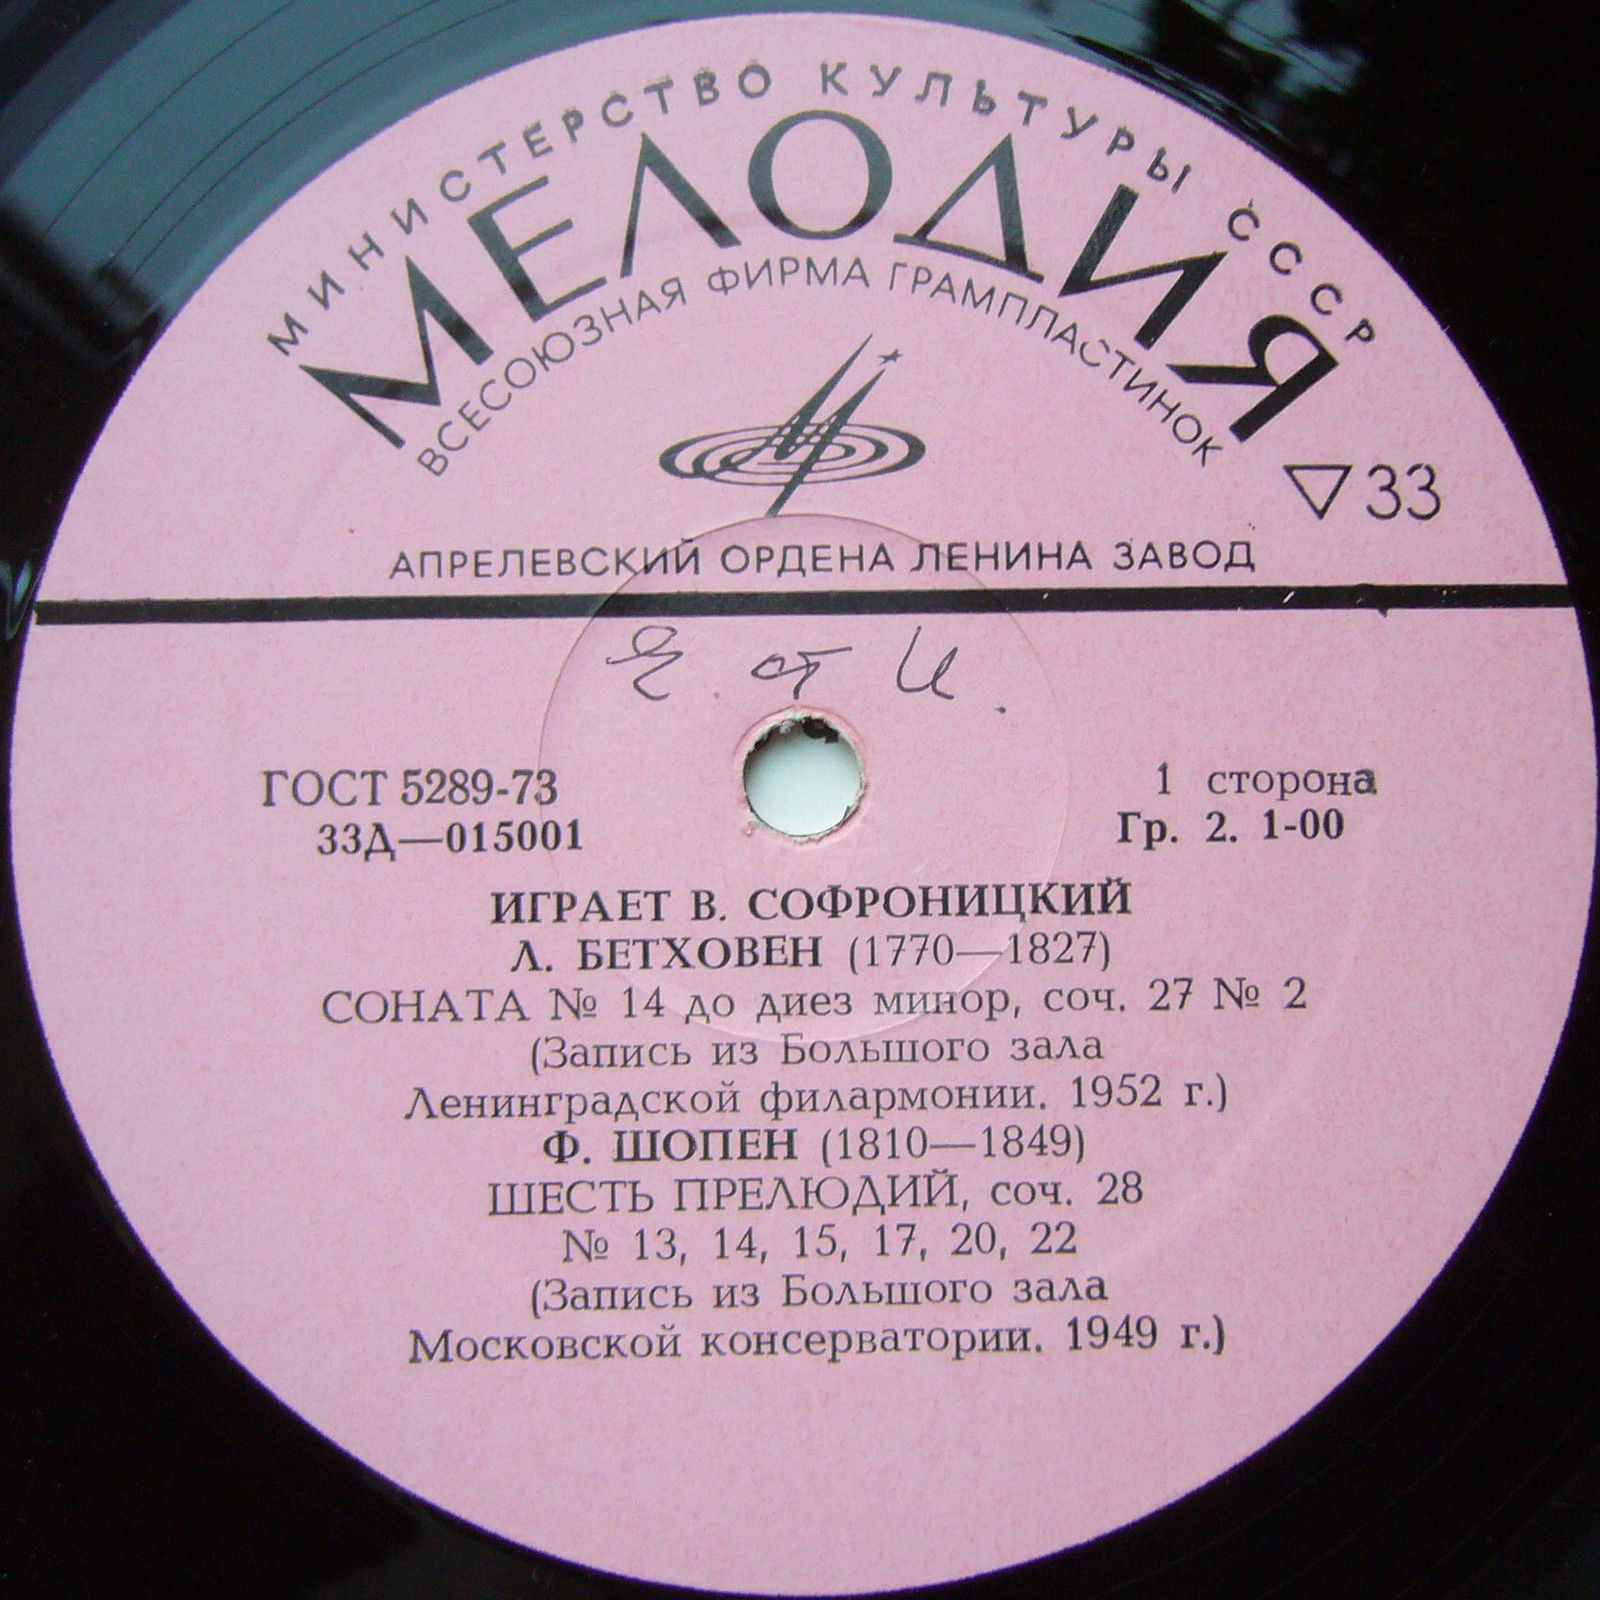 МИНИСТЕРСТВО КУЛЬТУРЫ СССР
МЕЛОДИЯ
ВСЕСОЮЗНАЯ ФИРМА ГРАМПЛАСТИНОК
▽33
АПРЕЛЕВСКИЙ ОРДЕНА ЛЕНИНА ЗАВОД
ГОСТ 5289-73
1 сторона
33Д—015001
Гр. 2. 1-00
ИГРАЕТ В. СОФРОНИЦКИЙ
Л. БЕТХОВЕН (1770—1827)
СОНАТА № 14 до диез минор, соч. 27 № 2
(Запись из Большого зала
Ленинградской филармонии. 1952 г.)
Ф. ШОПЕН (1810—1849)
ШЕСТЬ ПРЕЛЮДИЙ, соч. 28
№ 13, 14, 15, 17, 20, 22
(Запись из Большого зала
Московской консерватории. 1949 г.)